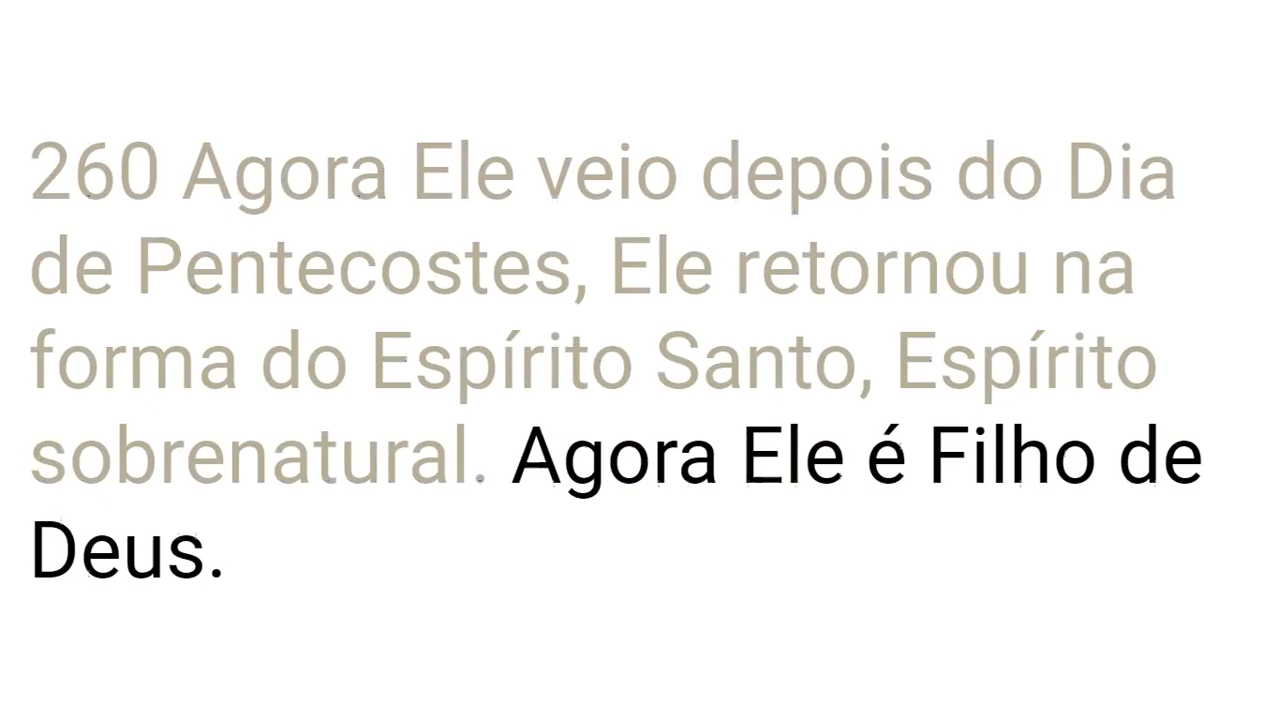 260 Agora Ele veio depois do Dia
de Pentecostes, Ele retornou na
forma do Espírito Santo, Espírito
sobrenatural. Agora Ele é Filho de
Deus.